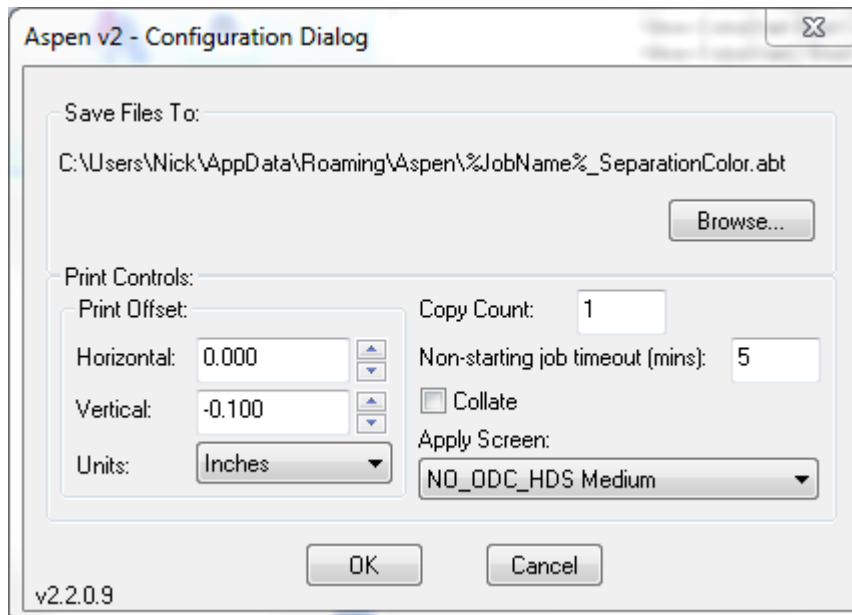 Aspen v2 - Configuration Dialog
Save Files To:
C:\Users\Nick\AppData\Roaming\Aspen\%JobName%_SeparationColor.abt
Browse...
Print Controls:
Print Offset:
Horizontal: 0.000
Vertical: -0.100
Units: Inches
Copy Count: 1
Non-starting job timeout (mins): 5
Collate
Apply Screen:
NO_ODC_HDS Medium
OK
Cancel
v2.2.0.9